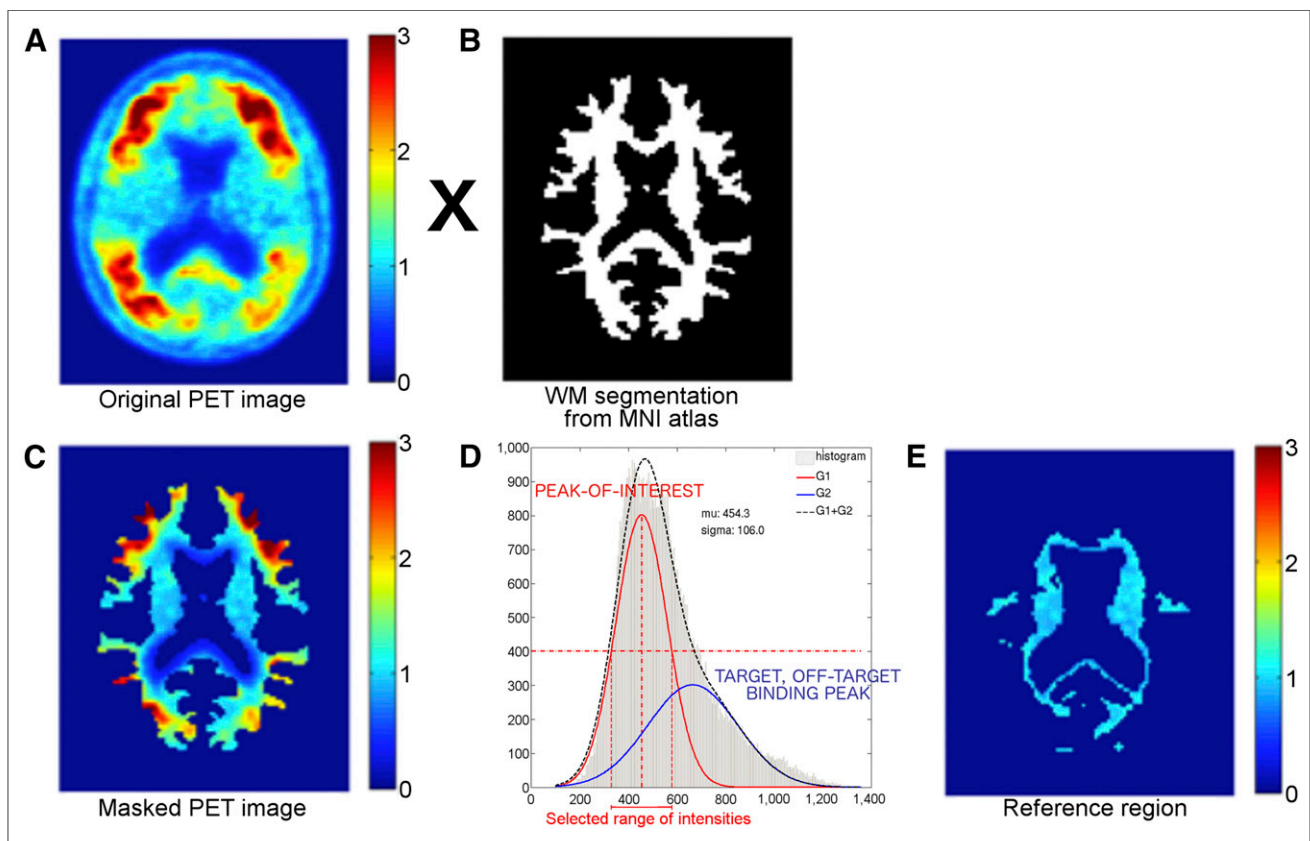 A
3
2
1
0
Original PET image
X
B
WM segmentation
from MNI atlas
C
3
2
1
0
Masked PET image
D
1,000
900
800
700
600
500
400
300
200
100
0
0 200 400 600 800 1,000 1,200 1,400
PEAK-OF-INTEREST
mu: 454.3
sigma: 106.0
histogram
G1
G2
G1+G2
TARGET, OFF-TARGET
BINDING PEAK
Selected range of intensities
E
3
2
1
0
Reference region